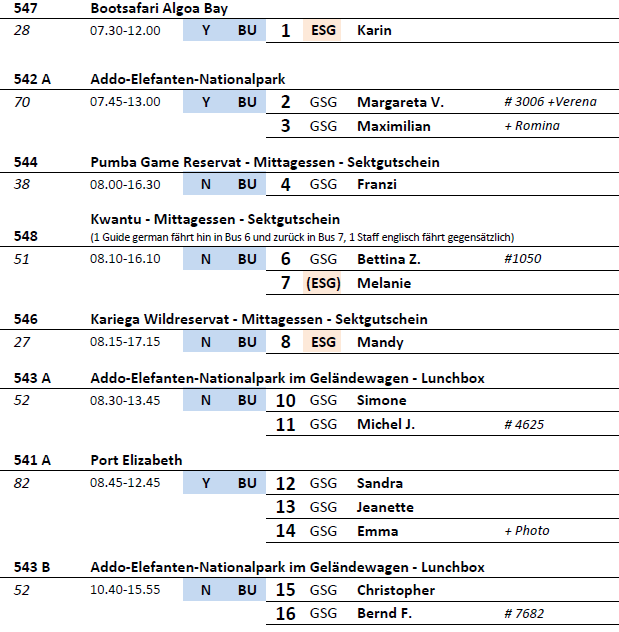 547 Bootsafari Algoa Bay
28 07.30-12.00 Y BU 1 ESG Karin
542 A Addo-Elefanten-Nationalpark
70 07.45-13.00 Y BU 2 GSG Margareta V. # 3006 +Verena
3 GSG Maximilian + Romina
544 Pumba Game Reservat - Mittagessen - Sektgutschein
38 08.00-16.30 N BU 4 GSG Franzi
Kwantu - Mittagessen - Sektgutschein
548 (1 Guide german fährt hin in Bus 6 und zurück in Bus 7, 1 Staff englisch fährt gegensätzlich)
51 08.10-16.10 N BU 6 GSG Bettina Z. #1050
7 (ESG) Melanie
546 Kariega Wildreservat - Mittagessen - Sektgutschein
27 08.15-17.15 N BU 8 ESG Mandy
543 A Addo-Elefanten-Nationalpark im Geländewagen - Lunchbox
52 08.30-13.45 N BU 10 GSG Simone
11 GSG Michel J. # 4625
541 A Port Elizabeth
82 08.45-12.45 Y BU 12 GSG Sandra
13 GSG Jeanette
14 GSG Emma + Photo
543 B Addo-Elefanten-Nationalpark im Geländewagen - Lunchbox
52 10.40-15.55 N BU 15 GSG Christopher
16 GSG Bernd F. # 7682